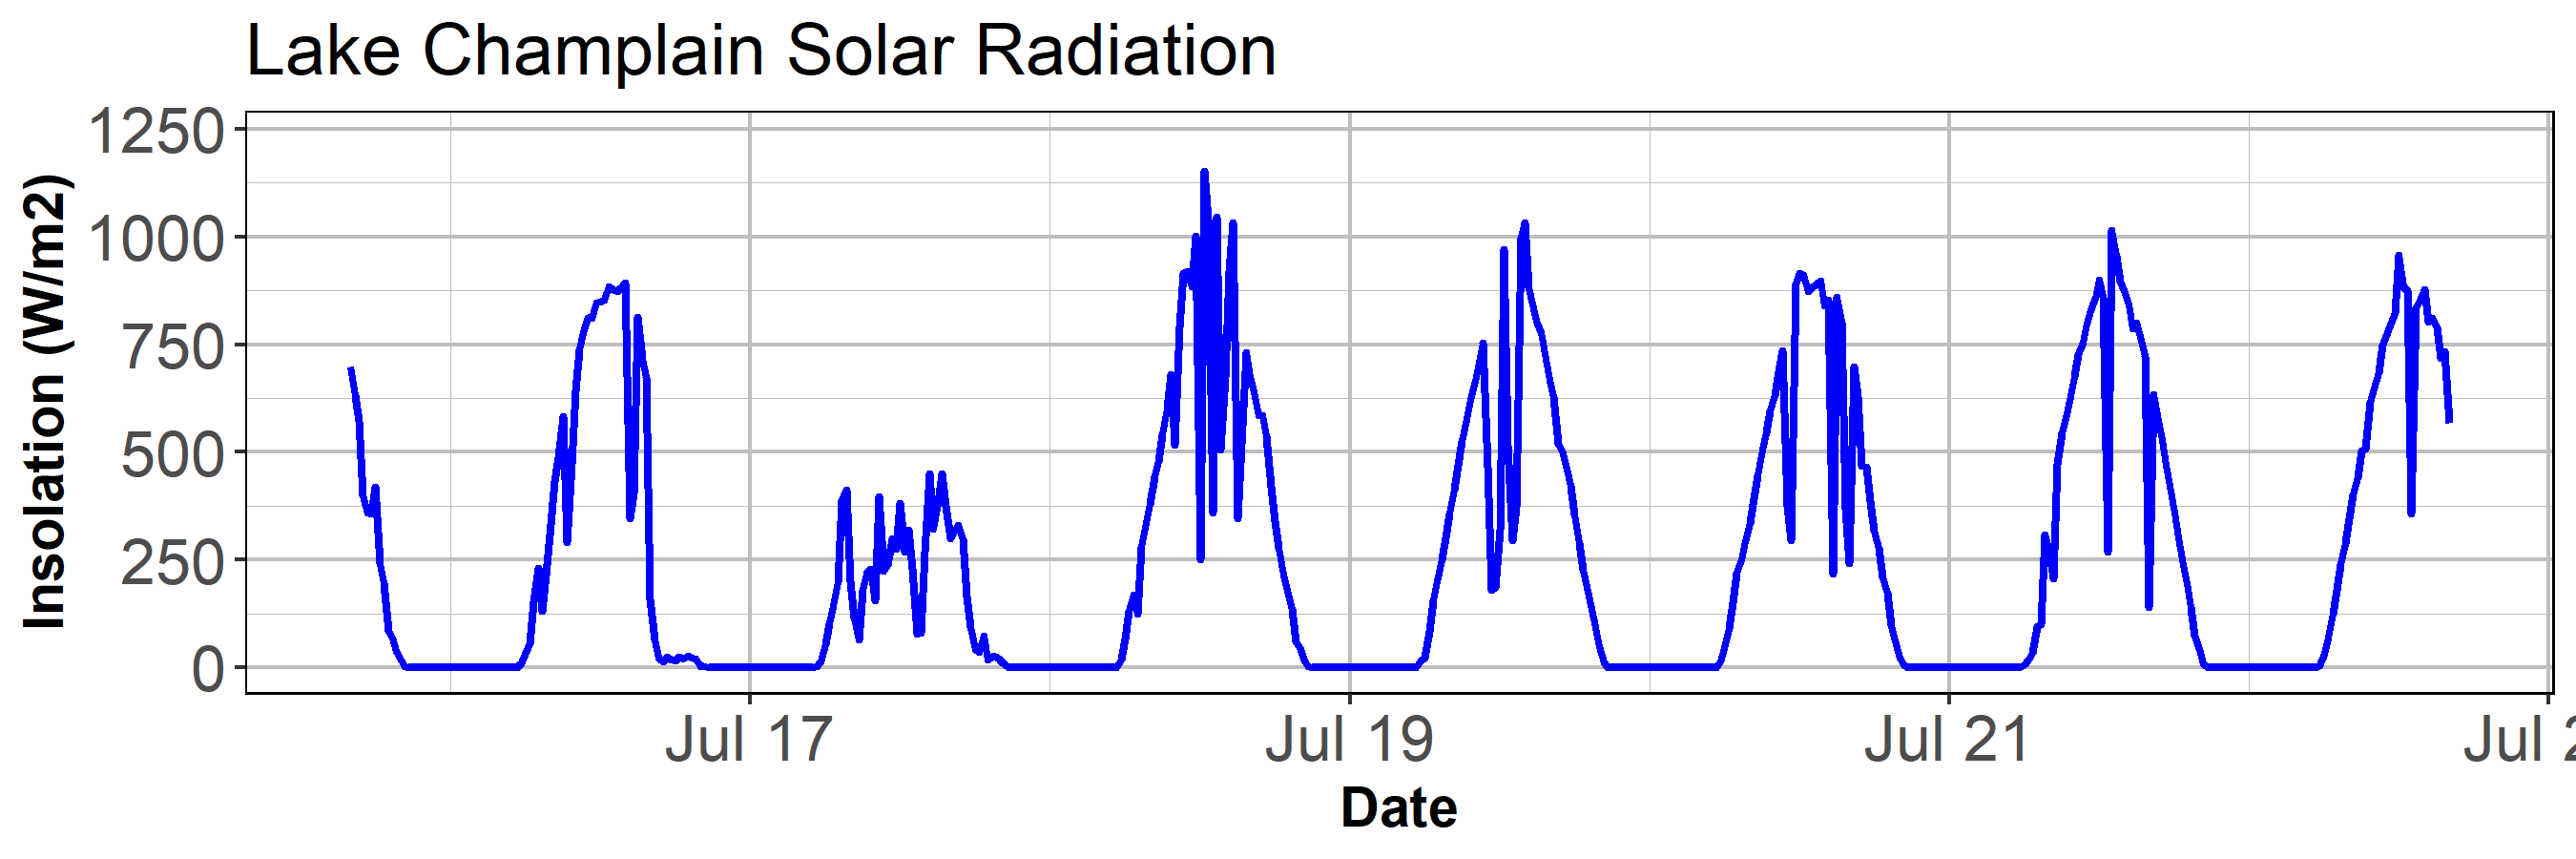 Lake Champlain Solar Radiation
1250
1000
750
500
250
0
Insolation (W/m2)
Jul 17 Jul 19 Jul 21 Jul
Date